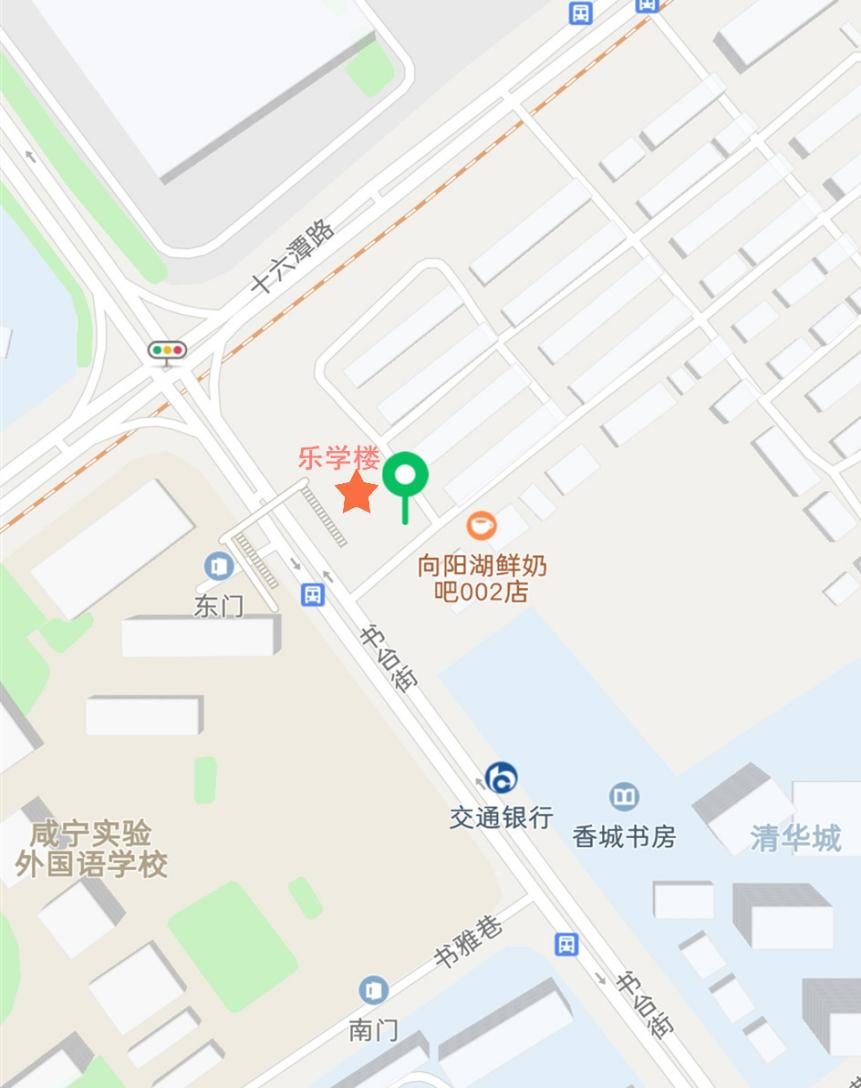 十六潭路
乐学楼
向阳湖鲜奶
吧002店
东门
书台街
交通银行
香城书房
清华城
咸宁实验
外国语学校
书雅巷
书台街
南门